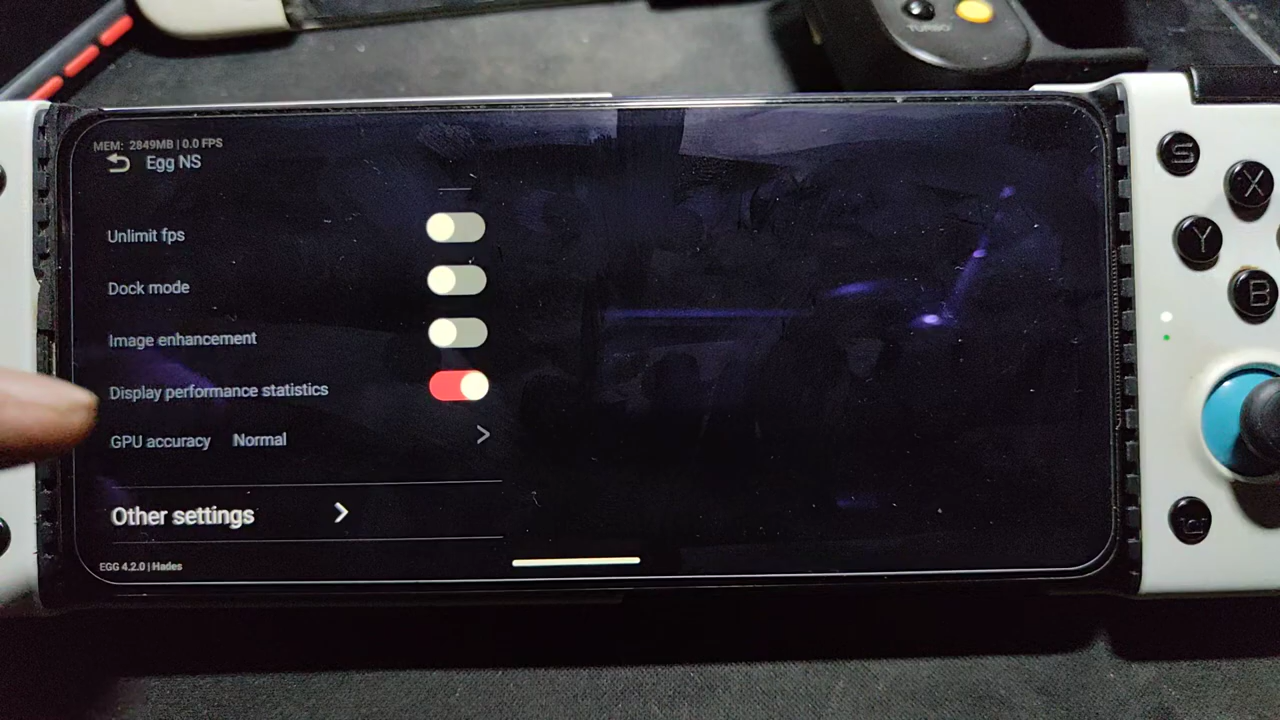 TURBO
MEM: 2849MB | 0.0 FPS
Egg NS
Unlimit fps
Dock mode
Image enhancement
Display performance statistics
GPU accuracy Normal
Other settings
EGG 4.2.0 | Hades
S
X
Y
B